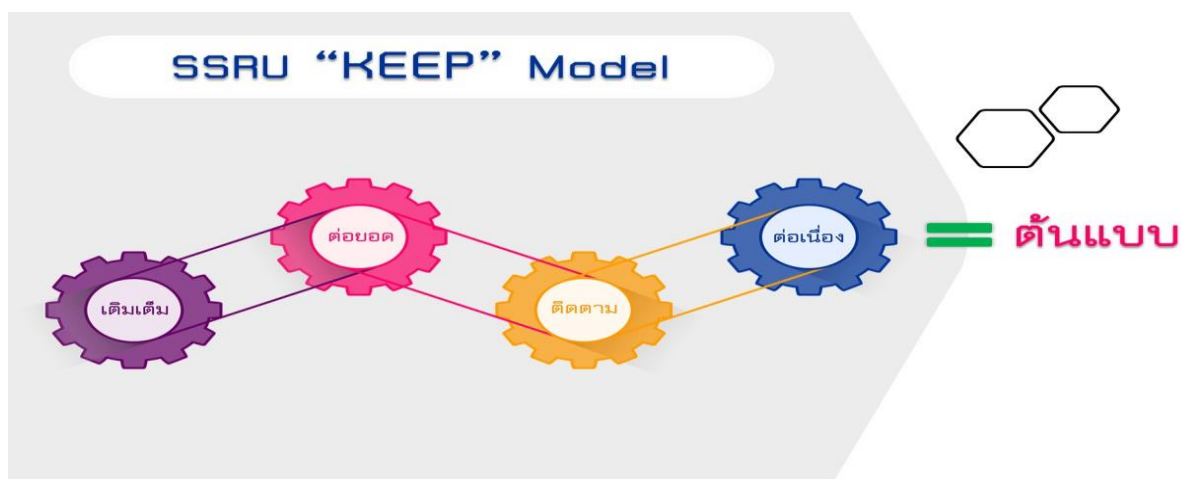 SSRU “KEEP” Model
เติมเต็ม
ต่อยอด
ติดตาม
ต่อเนื่อง
= ต้นแบบ